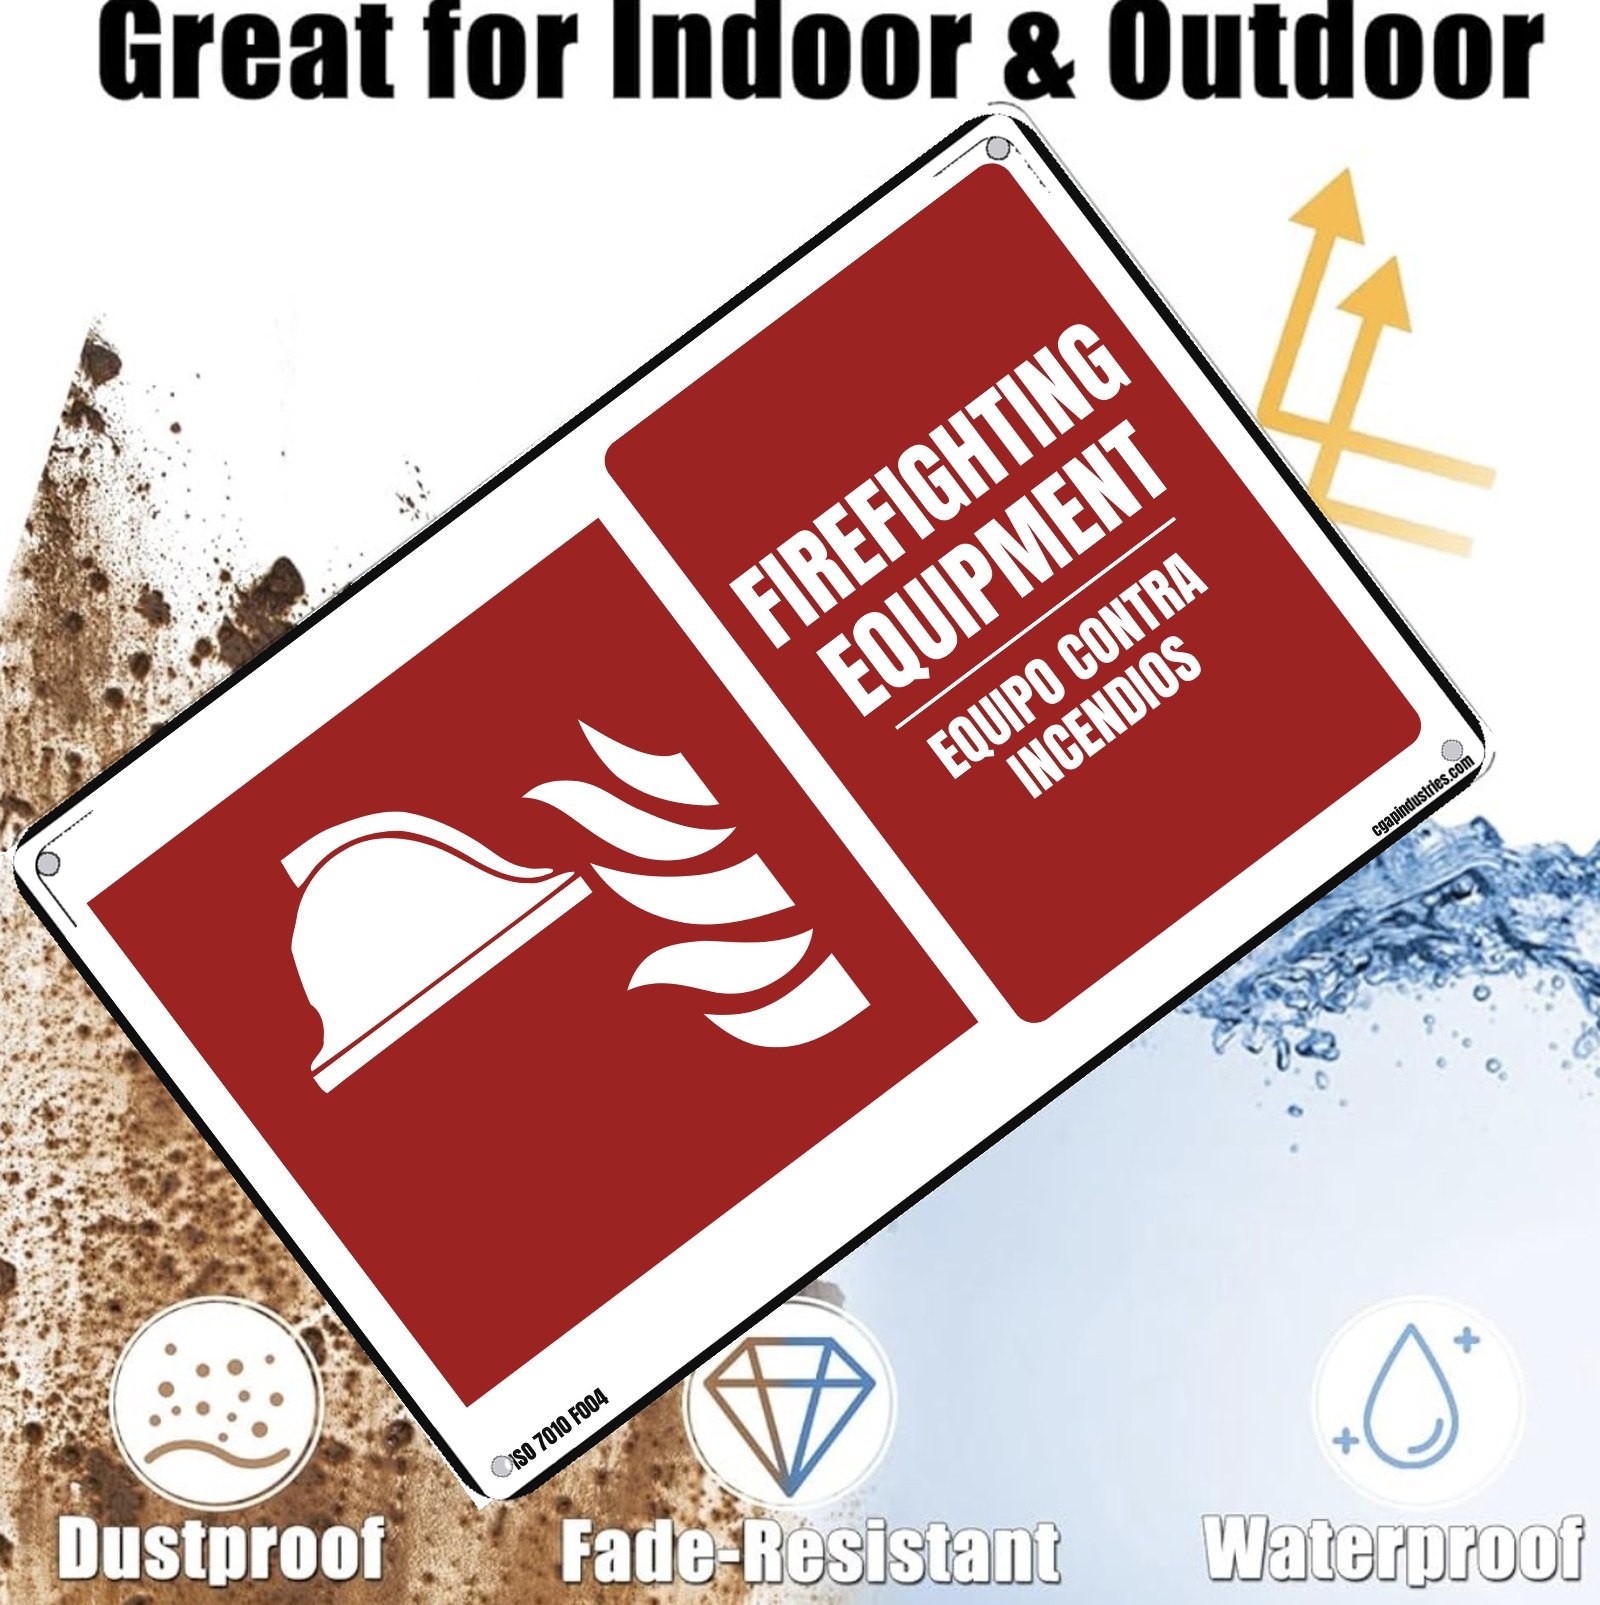 Great for Indoor & Outdoor
FIREFIGHTING
EQUIPMENT
EQUIPO CONTRA
INCENDIOS
cgapindustries.com
ISO 7010 F004
Dustproof
Fade-Resistant
Waterproof